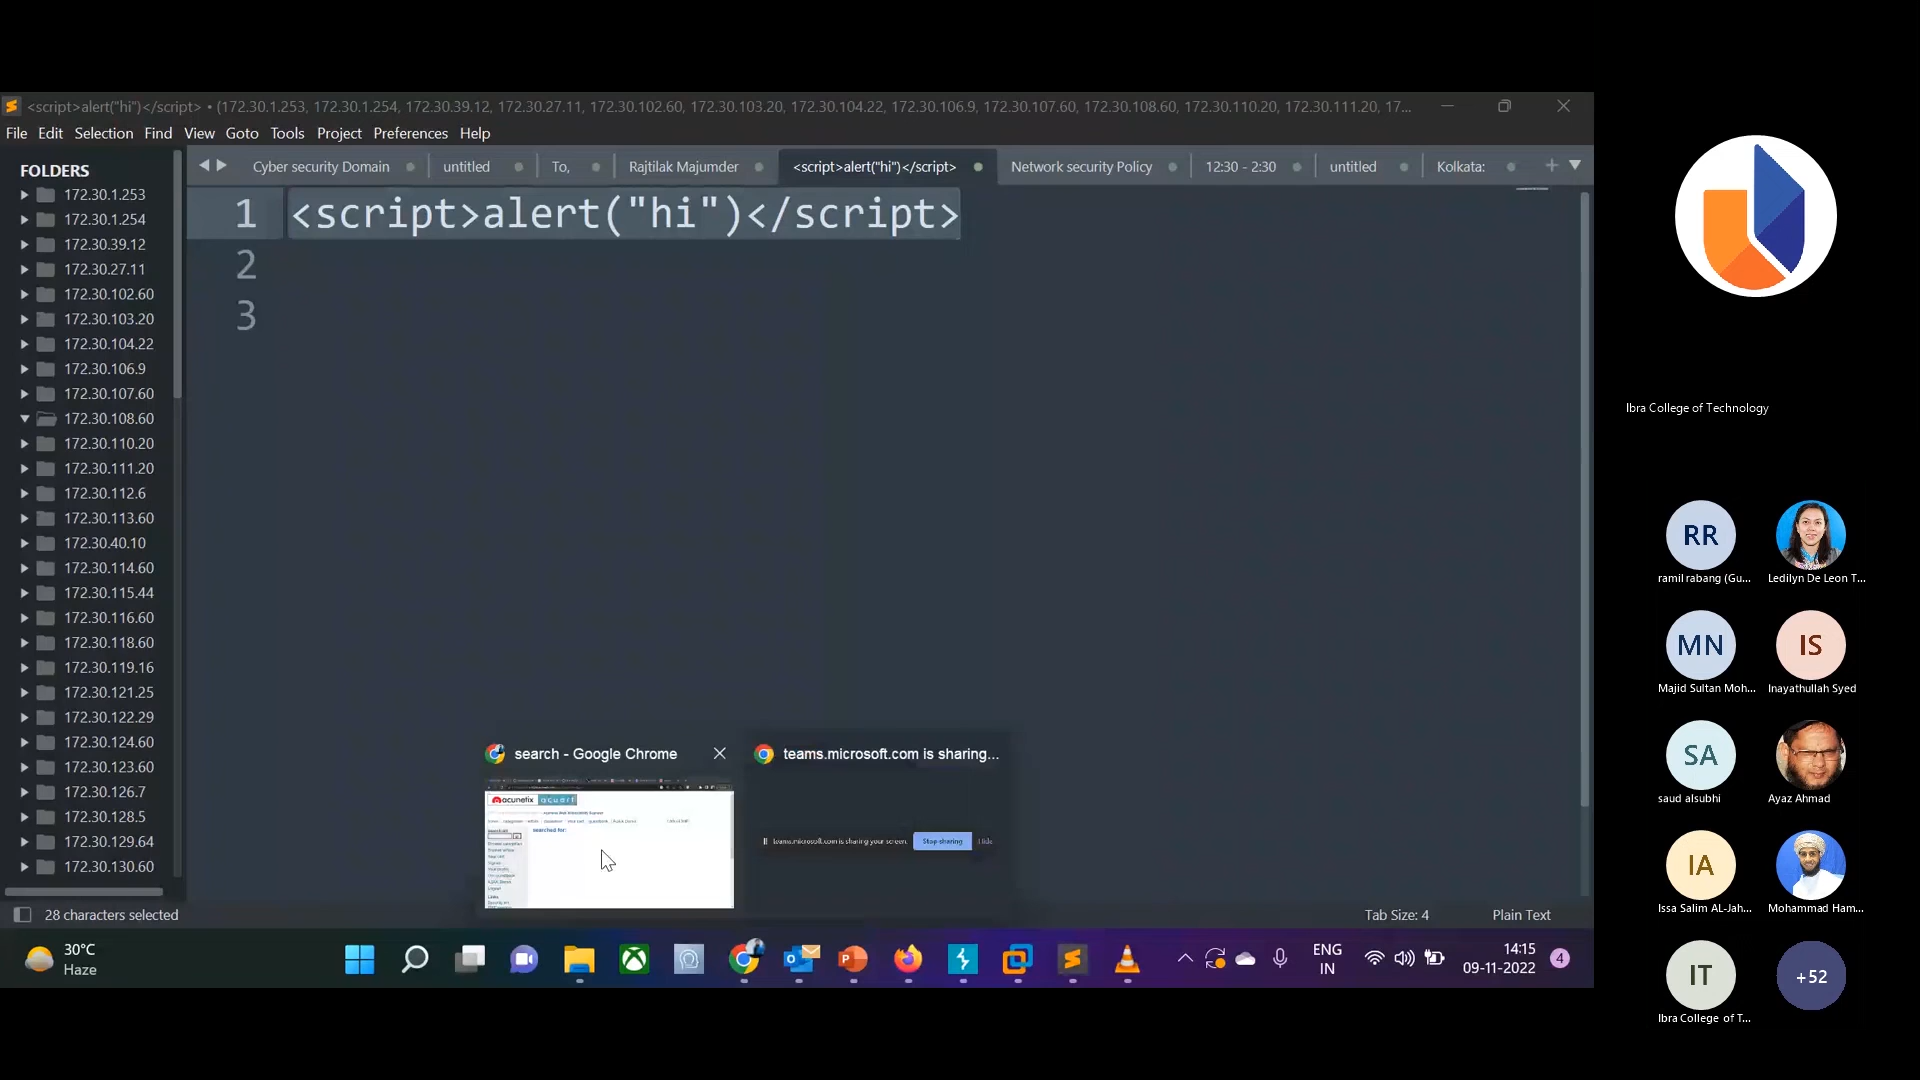 <script>alert("hi")</script> • (172.30.1.253, 172.30.1.254, 172.30.39.12, 172.30.27.11, 172.30.102.60, 172.30.103.20, 172.30.104.22, 172.30.106.9, 172.30.107.60, 172.30.108.60, 172.30.110.20, 172.30.111.20, 17...
File Edit Selection Find View Goto Tools Project Preferences Help
FOLDERS
172.30.1.253
172.30.1.254
172.30.39.12
172.30.27.11
172.30.102.60
172.30.103.20
172.30.104.22
172.30.106.9
172.30.107.60
172.30.108.60
172.30.110.20
172.30.111.20
172.30.112.6
172.30.113.60
172.30.40.10
172.30.114.60
172.30.115.44
172.30.116.60
172.30.118.60
172.30.119.16
172.30.121.25
172.30.122.29
172.30.124.60
172.30.123.60
172.30.126.7
172.30.128.5
172.30.129.64
172.30.130.60
Cyber security Domain untitled To, Rajtilak Majumder <script>alert("hi")</script> Network security Policy 12:30 - 2:30 untitled Kolkata:
1 <script>alert("hi")</script>
2
3
search - Google Chrome
acunetix acuart
searched for:
teams.microsoft.com is sharing...
teams.microsoft.com is sharing your screen. Stop sharing Hide
28 characters selected
Tab Size: 4
Plain Text
30°C
Haze
ENG
IN
14:15
09-11-2022
4
Ibra College of Technology
RR
ramil rabang (Gu...
Ledilyn De Leon T...
MN
Majid Sultan Moh...
IS
Inayathullah Syed
SA
saud alsubhi
Ayaz Ahmad
IA
Issa Salim AL-Jah...
Mohammad Ham...
IT
Ibra College of T...
+52